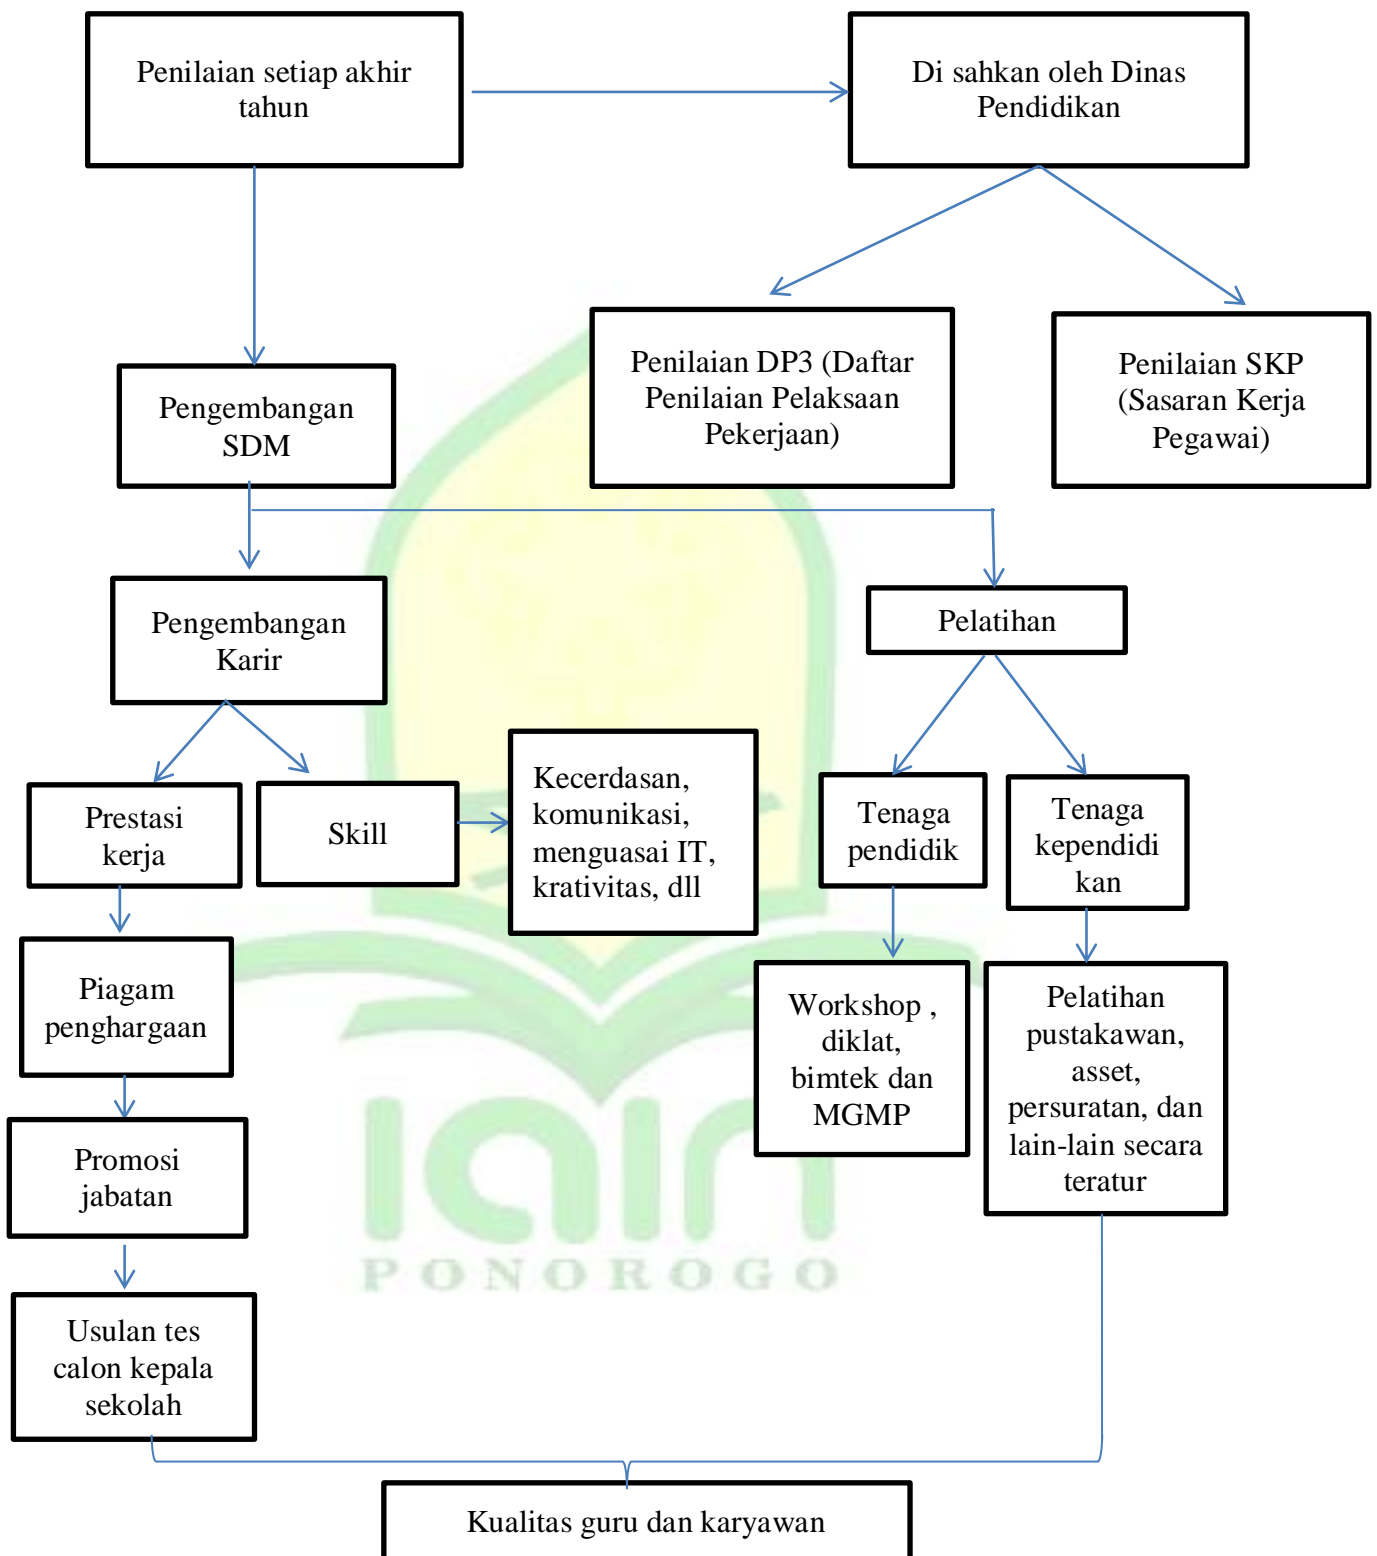 Penilaian setiap akhir
tahun
Di sahkan oleh Dinas
Pendidikan
Penilaian DP3 (Daftar
Penilaian Pelaksaan
Pekerjaan)
Penilaian SKP
(Sasaran Kerja
Pegawai)
Pengembangan
SDM
Pengembangan
Karir
Pelatihan
Prestasi
kerja
Skill
Kecerdasan,
komunikasi,
menguasai IT,
krativitas, dll
Tenaga
pendidik
Tenaga
kependidi
kan
Piagam
penghargaan
Workshop ,
diklat,
bimtek dan
MGMP
Pelatihan
pustakawan,
asset,
persuratan, dan
lain-lain secara
teratur
Promosi
jabatan
iain
PONOROGO
Usulan tes
calon kepala
sekolah
Kualitas guru dan karyawan